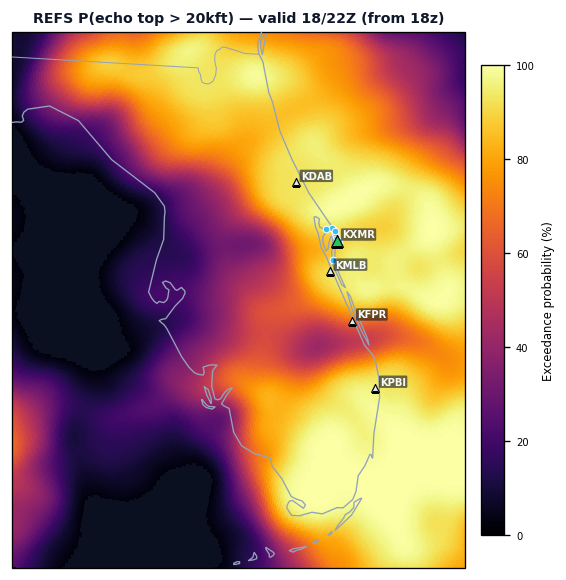 REFS P(echo top > 20kft) — valid 18/22Z (from 18z)
KDAB
KXMR
KMLB
KFPR
KPBI
100
80
60
40
20
0
Exceedance probability (%)